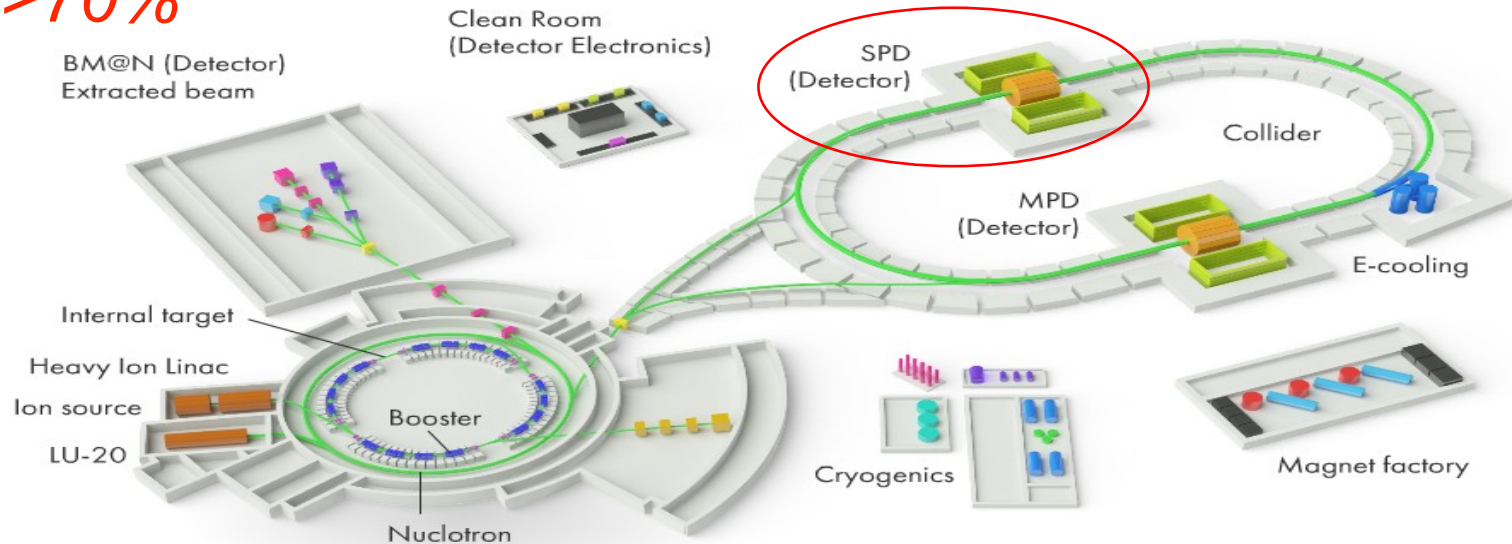 >70%
Clean Room
(Detector Electronics)
BM@N (Detector)
Extracted beam
SPD
(Detector)
Collider
MPD
(Detector)
E-cooling
Internal target
Heavy Ion Linac
Ion source
Booster
LU-20
Cryogenics
Magnet factory
Nuclotron